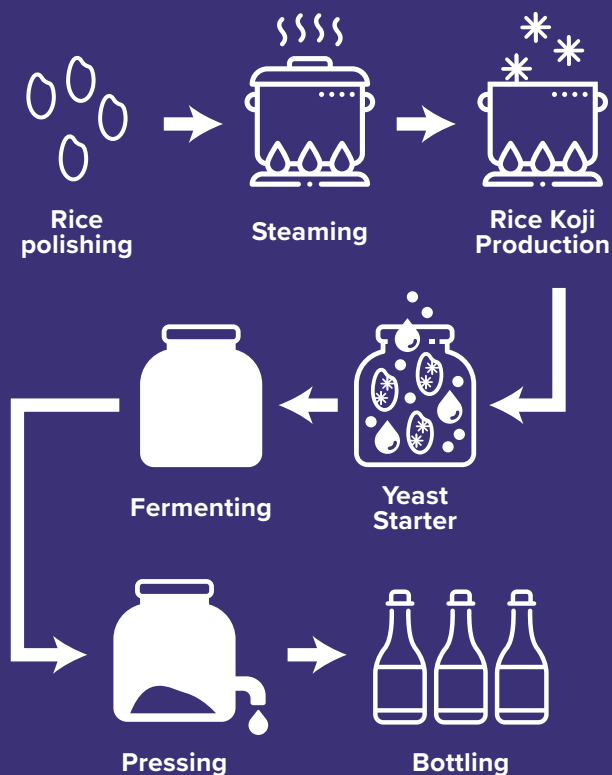 Rice
polishing
Steaming
Rice Koji
Production
Yeast
Starter
Fermenting
Pressing
Bottling